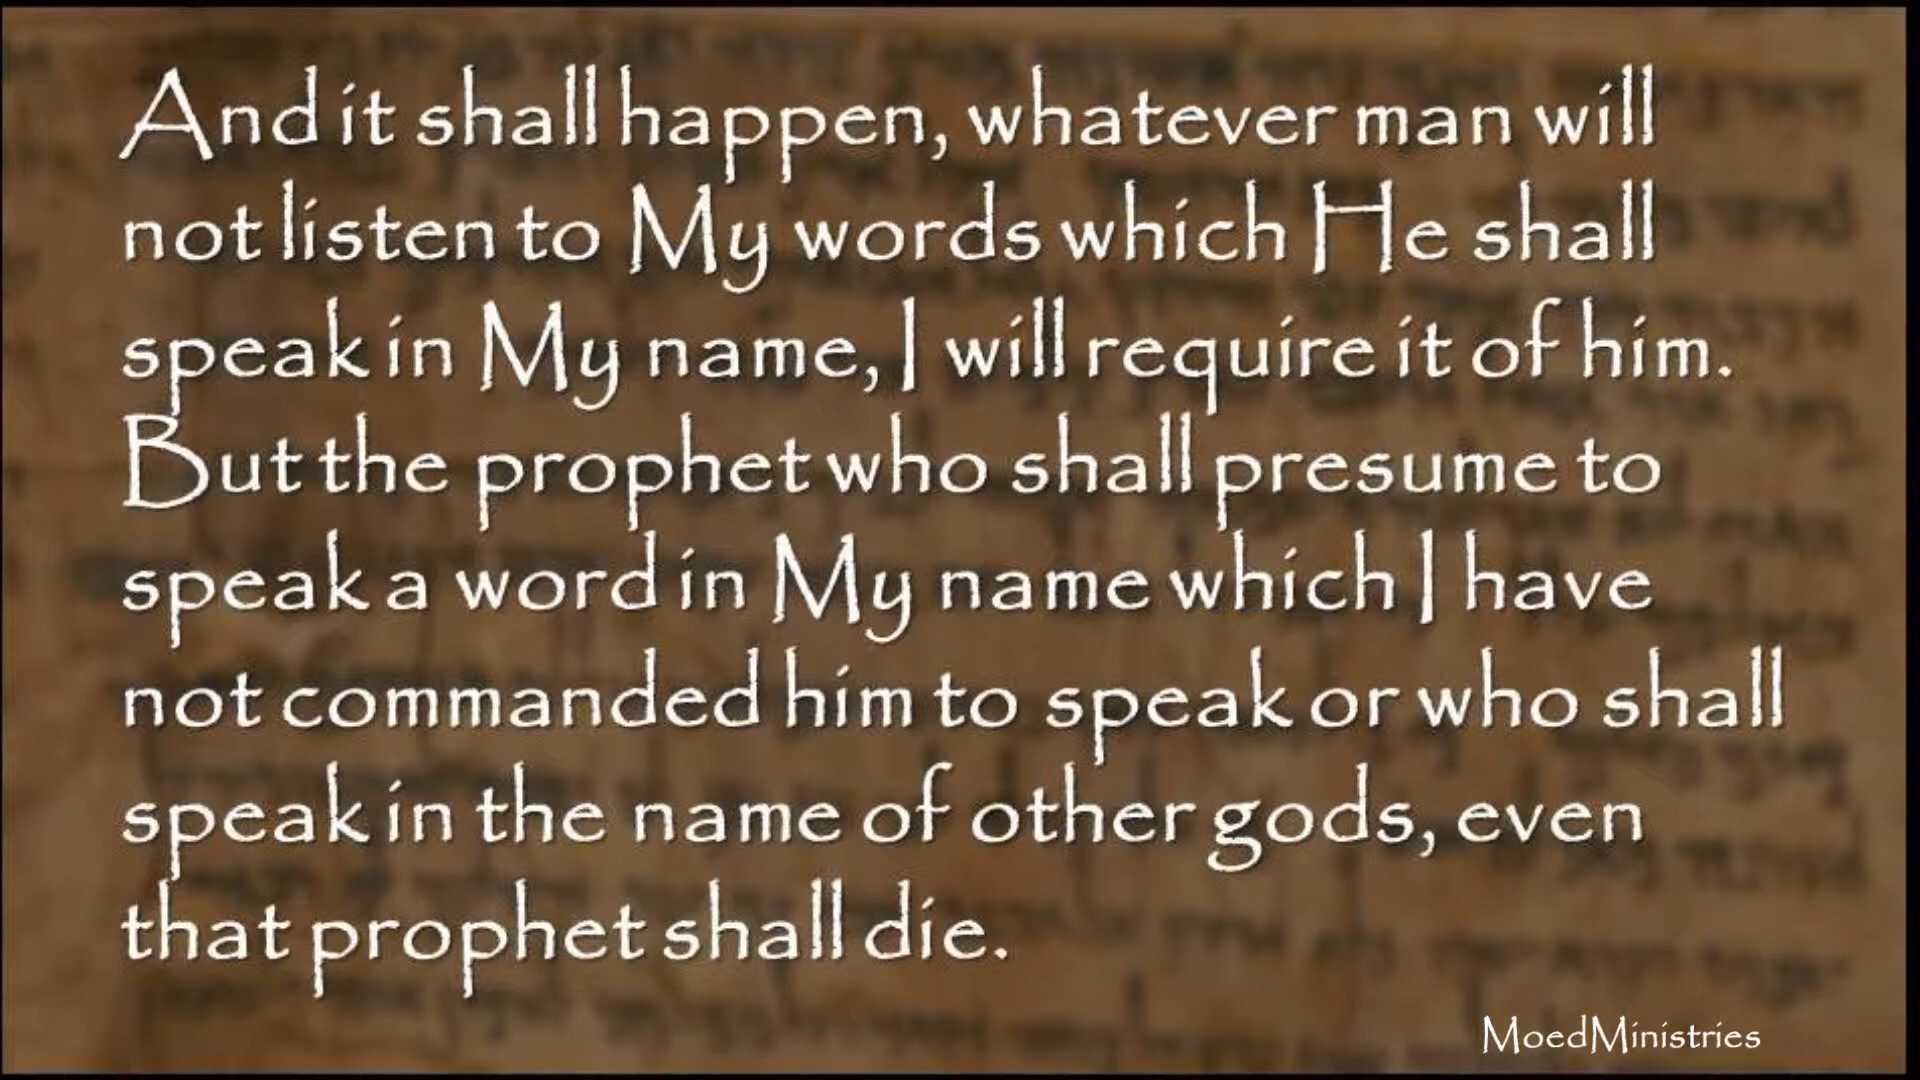 And it shall happen, whatever man will
not listen to My words which He shall
speak in My name, I will require it of him.
But the prophet who shall presume to
speak a word in My name which I have
not commanded him to speak or who shall
speak in the name of other gods, even
that prophet shall die.
MoedMinistries